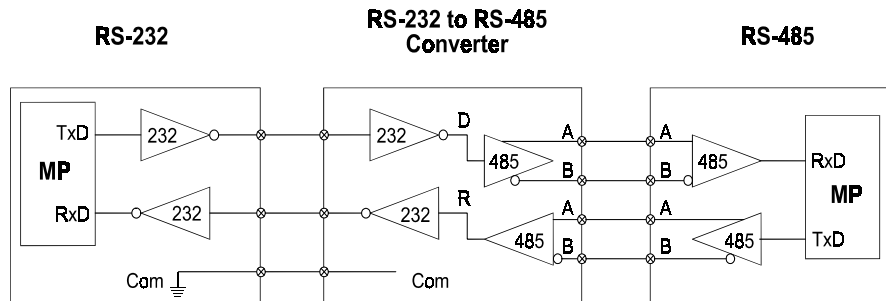 RS-232
RS-232 to RS-485
Converter
RS-485
TxD
232
232
D
485
A
A
B
B
485
RxD
MP
MP
RxD
232
232
R
485
A
A
B
B
485
TxD
Com
Com